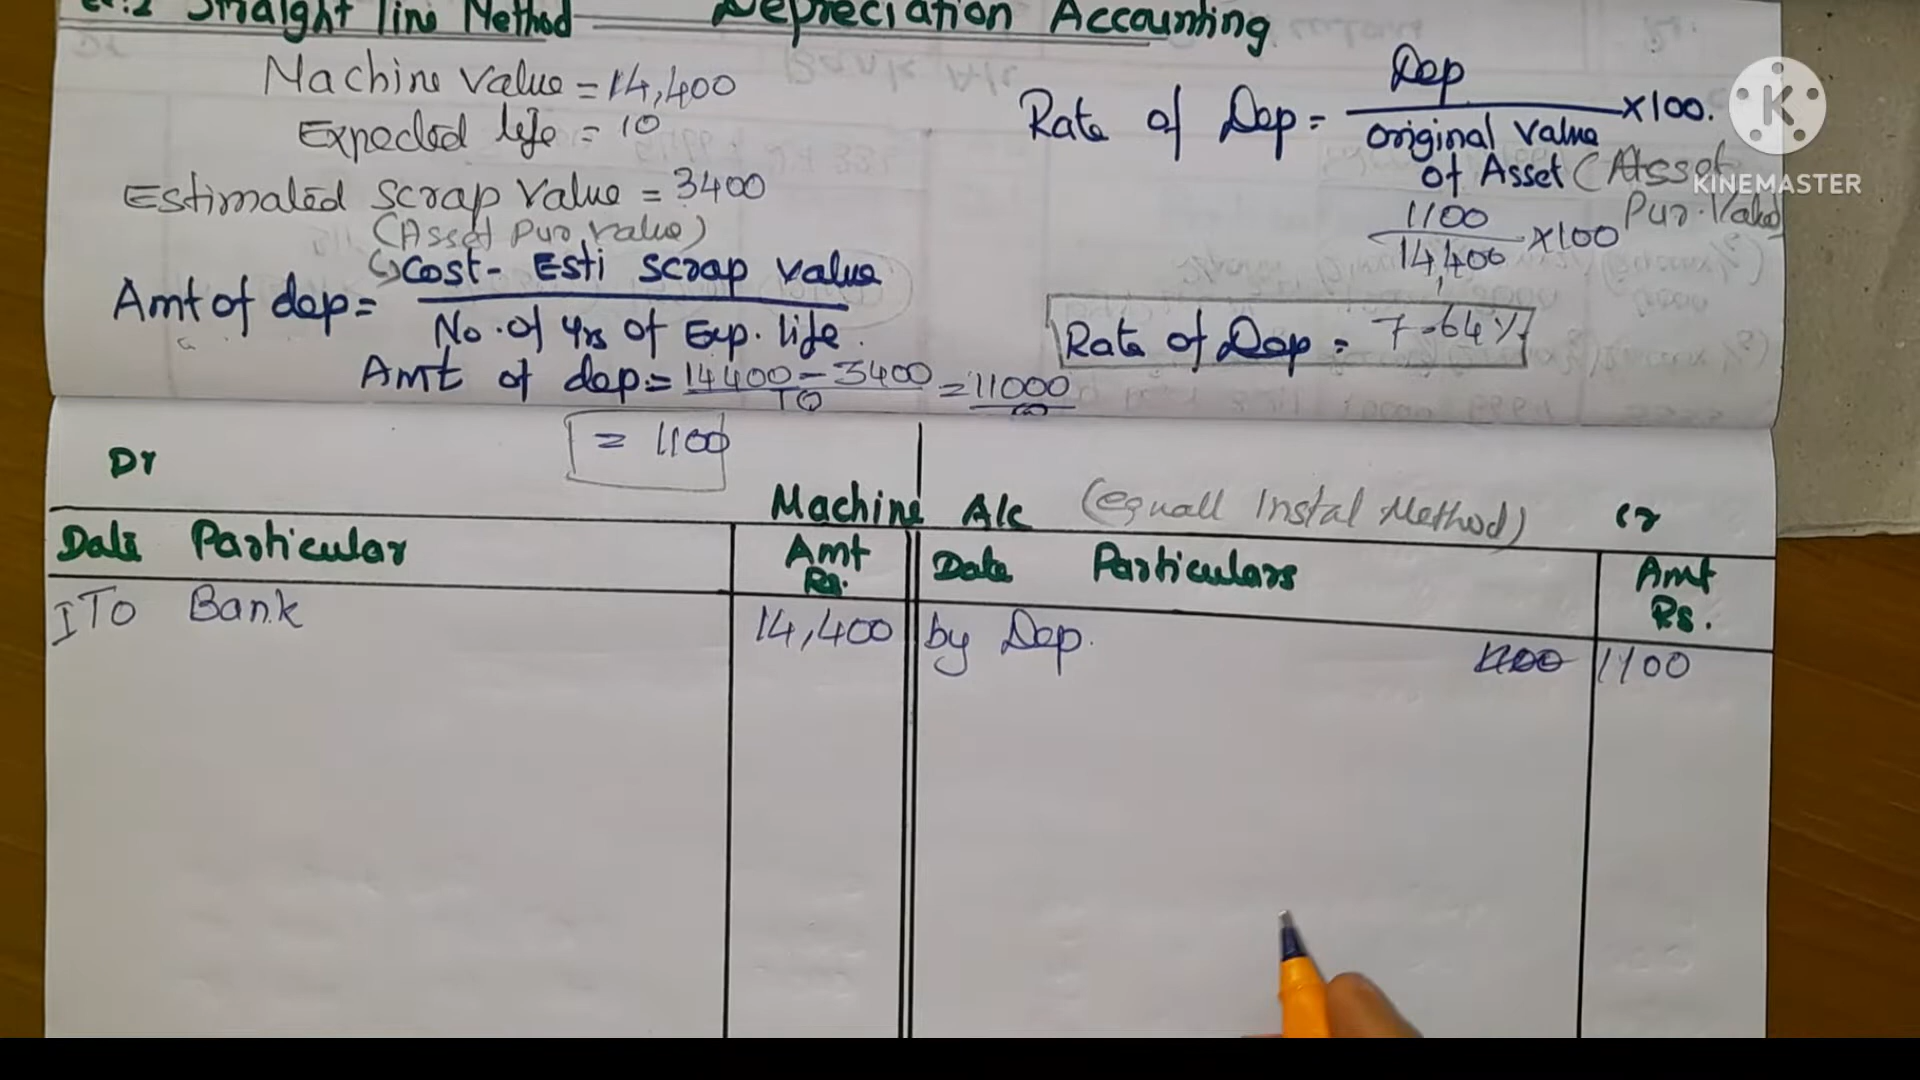 Straight line Method Depreciation Accounting
Machine Value = 14,400
Expected life = 10
Estimated Scrap Value = 3400
(Asset Pur Value)
Amt of dep = Cost - Esti scrap value
No. of yrs of Exp. life.
Amt of dep = 14400 - 3400 = 11000
10 10
= 1100
Rate of Dep = Dep x100.
original value
of Asset (Asset
Pur. Value)
1100 x100
14,400
Rate of Dep = 7.64%
KINEMASTER
Dr Machine A/c (equall Instal Method) Cr
Date Particular Amt Rs. Date Particulars Amt Rs.
I To Bank 14,400 by Dep. 1100 1100